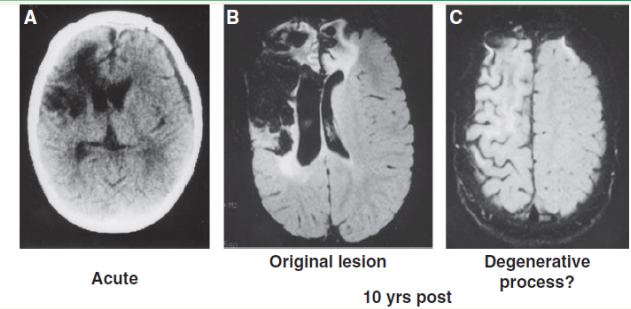 A
B
C
Acute
Original lesion
Degenerative
process?
10 yrs post